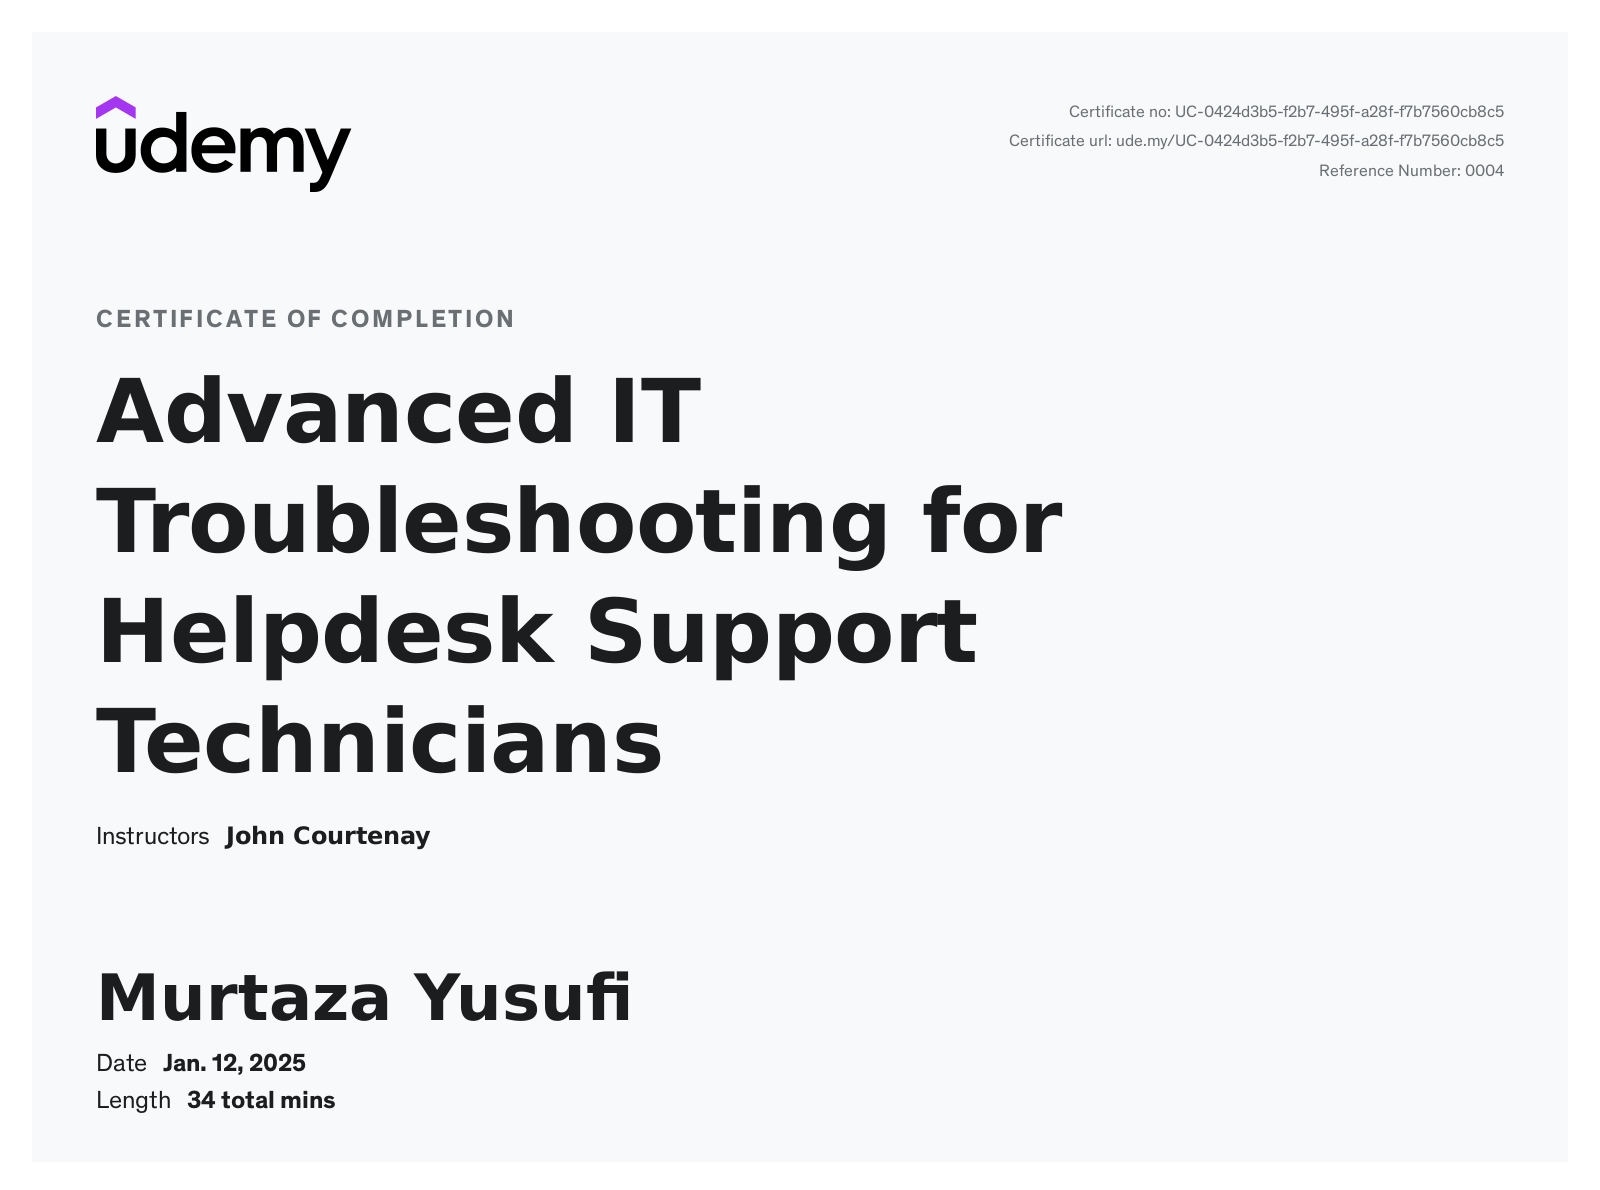 udemy
Certificate no: UC-0424d3b5-f2b7-495f-a28f-f7b7560cb8c5
Certificate url: ude.my/UC-0424d3b5-f2b7-495f-a28f-f7b7560cb8c5
Reference Number: 0004
CERTIFICATE OF COMPLETION
Advanced IT
Troubleshooting for
Helpdesk Support
Technicians
Instructors John Courtenay
Murtaza Yusufi
Date Jan. 12, 2025
Length 34 total mins